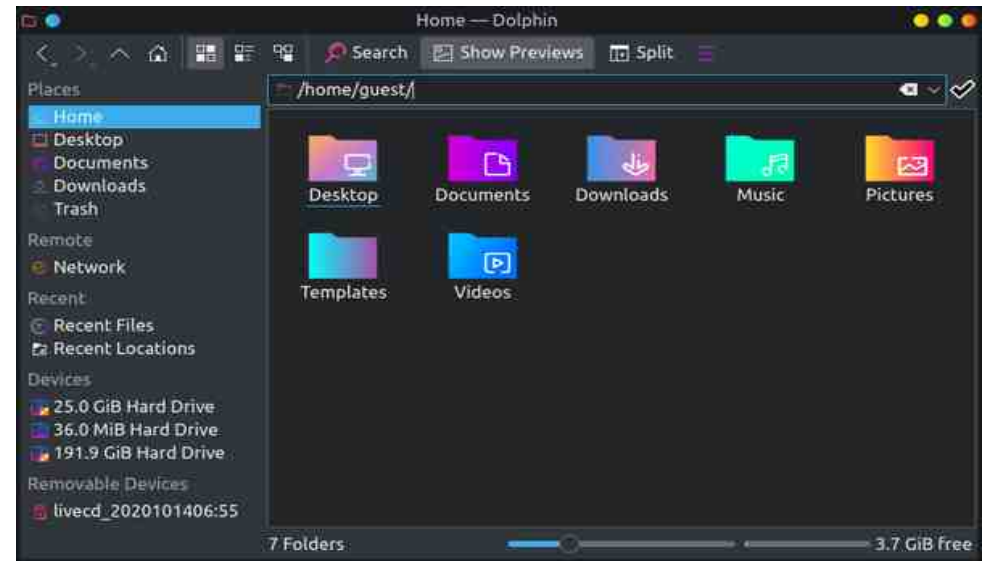 Home — Dolphin
Search Show Previews Split
Places
/home/guest/
Home
Desktop
Documents
Downloads
Trash
Remote
Network
Recent
Recent Files
Recent Locations
Devices
25.0 GiB Hard Drive
36.0 MiB Hard Drive
191.9 GiB Hard Drive
Removable Devices
livecd_2020101406:55
Desktop Documents Downloads Music Pictures
Templates Videos
7 Folders 3.7 GiB free